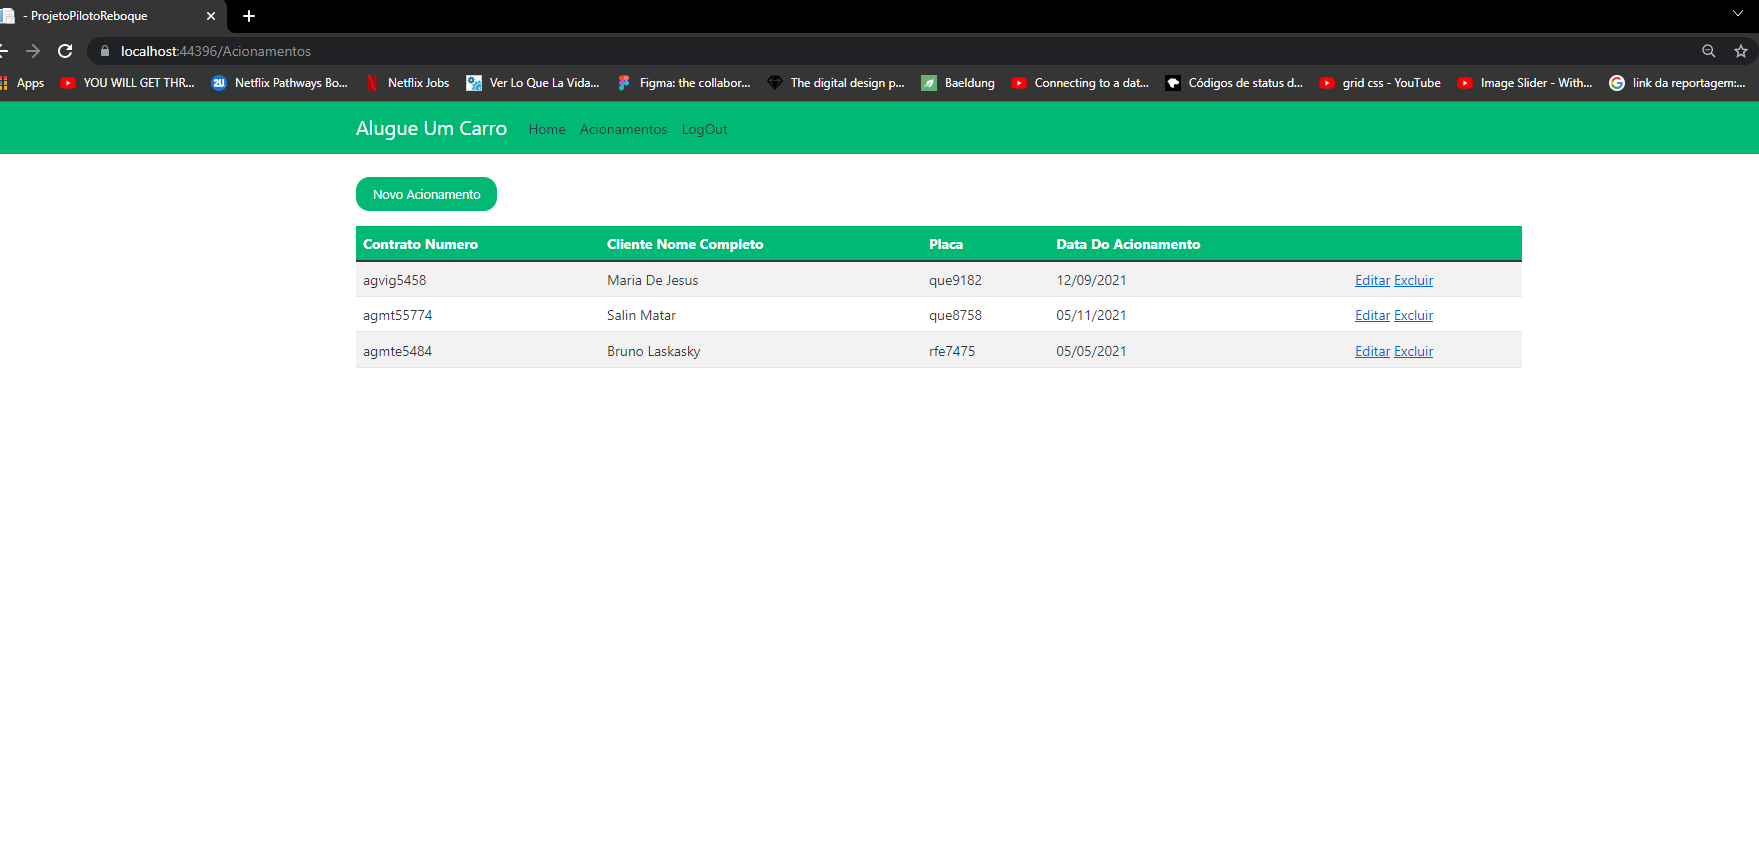 - ProjetoPilotoReboque
localhost:44396/Acionamentos
Apps YOU WILL GET THR... 2U Netflix Pathways Bo... Netflix Jobs Ver Lo Que La Vida... Figma: the collabor... The digital design p... Baeldung Connecting to a dat... Códigos de status d... grid css - YouTube Image Slider - With... link da reportagem:...
Alugue Um Carro Home Acionamentos LogOut
Novo Acionamento
Contrato Numero Cliente Nome Completo Placa Data Do Acionamento
agvig5458 Maria De Jesus que9182 12/09/2021 Editar Excluir
agmt55774 Salin Matar que8758 05/11/2021 Editar Excluir
agmte5484 Bruno Laskasky rfe7475 05/05/2021 Editar Excluir